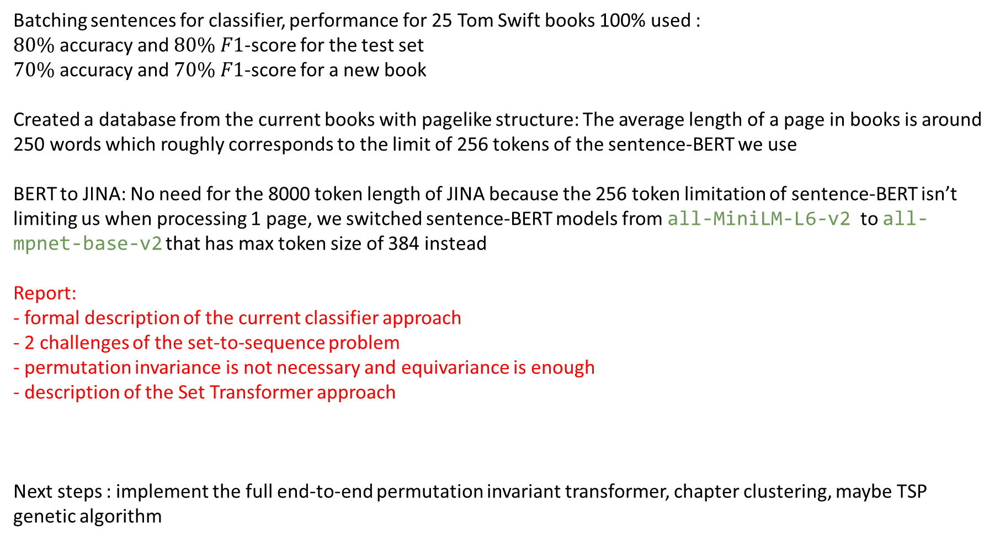 Batching sentences for classifier, performance for 25 Tom Swift books 100% used :
80% accuracy and 80% F1-score for the test set
70% accuracy and 70% F1-score for a new book
Created a database from the current books with pagelike structure: The average length of a page in books is around
250 words which roughly corresponds to the limit of 256 tokens of the sentence-BERT we use
BERT to JINA: No need for the 8000 token length of JINA because the 256 token limitation of sentence-BERT isn’t
limiting us when processing 1 page, we switched sentence-BERT models from all-MiniLM-L6-v2 to all-
mpnet-base-v2 that has max token size of 384 instead
Report:
- formal description of the current classifier approach
- 2 challenges of the set-to-sequence problem
- permutation invariance is not necessary and equivariance is enough
- description of the Set Transformer approach
Next steps : implement the full end-to-end permutation invariant transformer, chapter clustering, maybe TSP
genetic algorithm